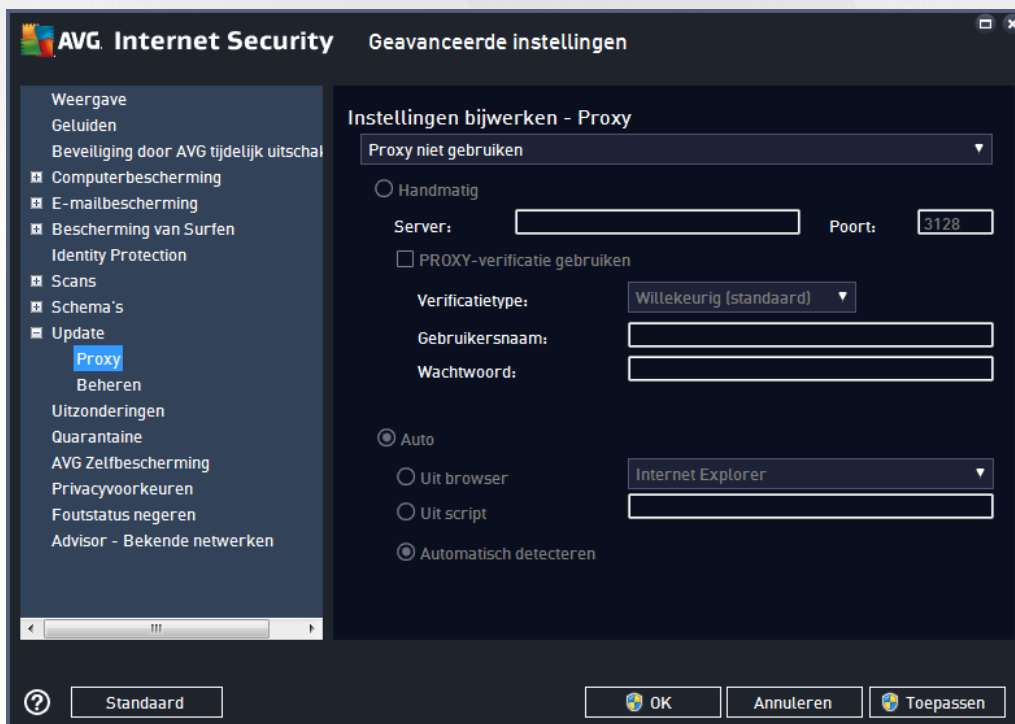 AVG. Internet Security
Geavanceerde instellingen
Weergave
Geluiden
Beveiliging door AVG tijdelijk uitschak
Computerbescherming
E-mailbescherming
Bescherming van Surfen
Identity Protection
Scans
Schema's
Update
Proxy
Beheren
Uitzonderingen
Quarantaine
AVG Zelfbescherming
Privacyvoorkeuren
Foutstatus negeren
Advisor - Bekende netwerken
Instellingen bijwerken - Proxy
Proxy niet gebruiken
Handmatig
Server: Poort: 3128
PROXY-verificatie gebruiken
Verificatietype: Willekeurig (standaard)
Gebruikersnaam:
Wachtwoord:
Auto
Uit browser Internet Explorer
Uit script
Automatisch detecteren
? Standaard OK Annuleren Toepassen